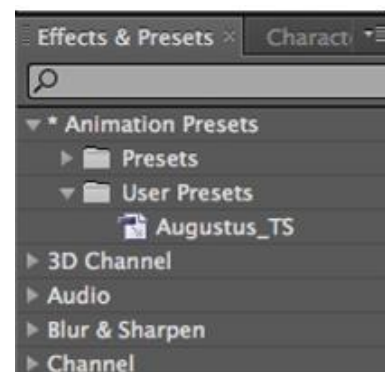 Effects & Presets × Charact
* Animation Presets
Presets
User Presets
Augustus_TS
3D Channel
Audio
Blur & Sharpen
Channel